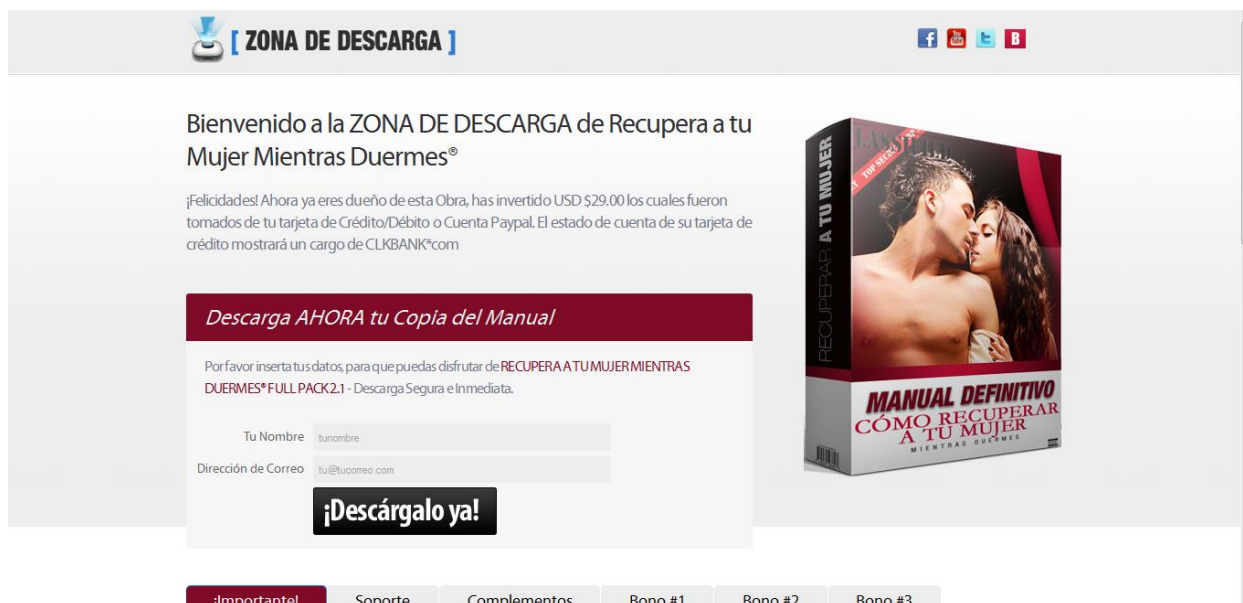 [ ZONA DE DESCARGA ]
Bienvenido a la ZONA DE DESCARGA de Recupera a tu
Mujer Mientras Duermes®
¡Felicidades! Ahora ya eres dueño de esta Obra, has invertido USD $29.00 los cuales fueron
tomados de tu tarjeta de Crédito/Débito o Cuenta Paypal. El estado de cuenta de su tarjeta de
crédito mostrará un cargo de CLKBANK*com
Descarga AHORA tu Copia del Manual
Por favor inserta tus datos, para que puedas disfrutar de RECUPERA A TU MUJER MIENTRAS
DUERMES® FULL PACK 2.1 - Descarga Segura e Inmediata.
Tu Nombre tunombre
Dirección de Correo tu@tucorreo.com
¡Descárgalo ya!
RECUPERAR A TU MUJER
TOP SECRET
MANUAL DEFINITIVO
CÓMO RECUPERAR
A TU MUJER
MIENTRAS DUERMES
¡Importante! Soporte Complementos Bono #1 Bono #2 Bono #3